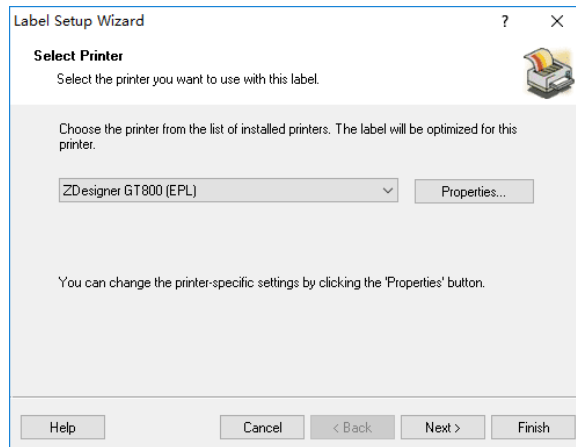 Label Setup Wizard ?
Select Printer
Select the printer you want to use with this label.
Choose the printer from the list of installed printers. The label will be optimized for this
printer.
ZDesigner GT800 (EPL) Properties...
You can change the printer-specific settings by clicking the 'Properties' button.
Help Cancel < Back Next > Finish